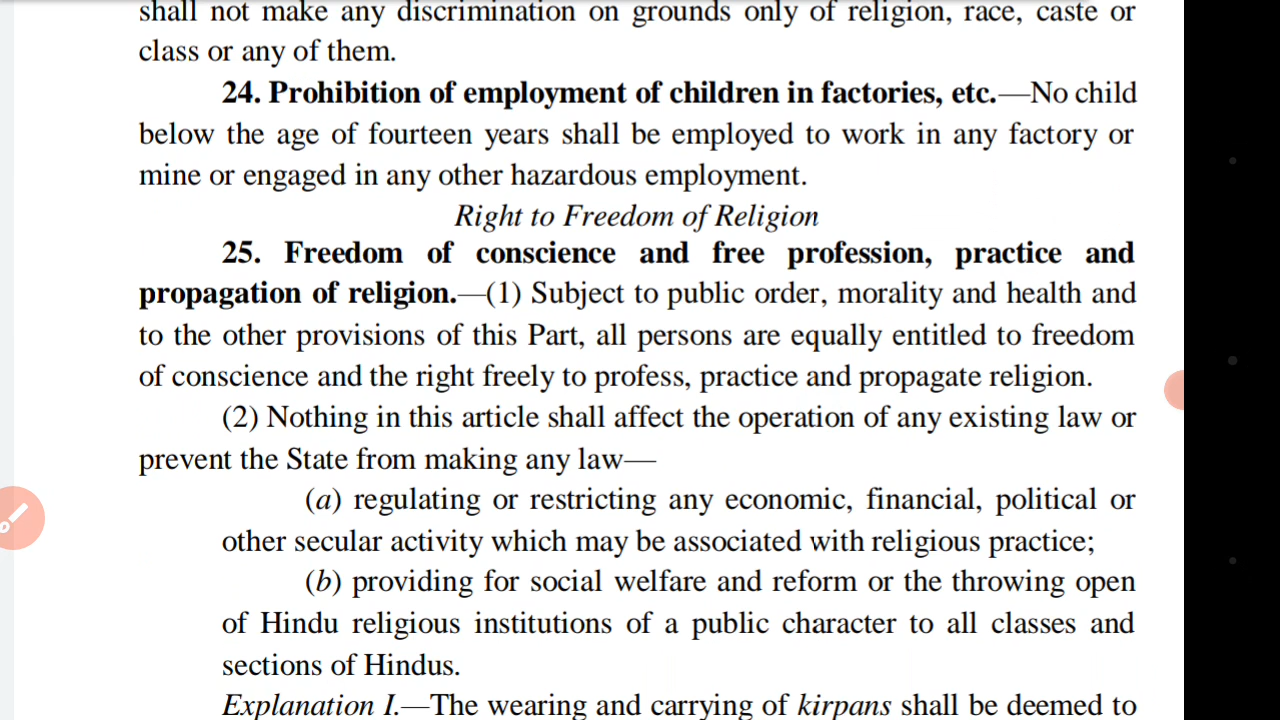 shall not make any discrimination on grounds only of religion, race, caste or
class or any of them.
24. Prohibition of employment of children in factories, etc.—No child
below the age of fourteen years shall be employed to work in any factory or
mine or engaged in any other hazardous employment.
Right to Freedom of Religion
25. Freedom of conscience and free profession, practice and
propagation of religion.—(1) Subject to public order, morality and health and
to the other provisions of this Part, all persons are equally entitled to freedom
of conscience and the right freely to profess, practice and propagate religion.
(2) Nothing in this article shall affect the operation of any existing law or
prevent the State from making any law—
(a) regulating or restricting any economic, financial, political or
other secular activity which may be associated with religious practice;
(b) providing for social welfare and reform or the throwing open
of Hindu religious institutions of a public character to all classes and
sections of Hindus.
Explanation I.—The wearing and carrying of kirpans shall be deemed to